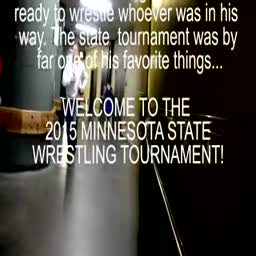 ready to wrestle whoever was in his
way. The state tournament was by
far one of his favorite things...
WELCOME TO THE
2015 MINNESOTA STATE
WRESTLING TOURNAMENT!